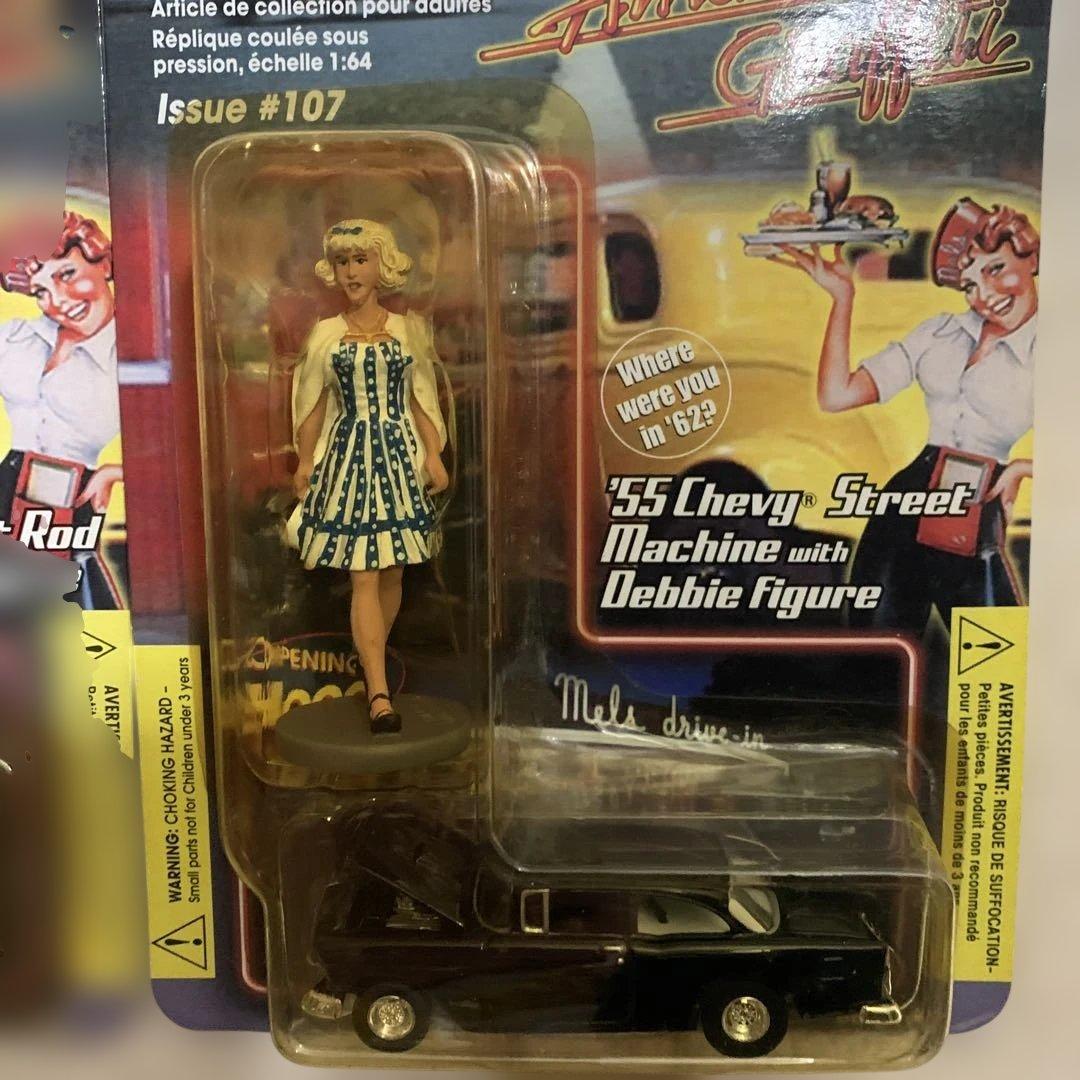 Article de collection pour adultes
Réplique coulée sous
pression, échelle 1:64
Issue #107
Graffiti
Where
were you
in '62?
'55 Chevy® Street
Machine with
Debbie Figure
Rod
OPENING
Mels drive-in
WARNING: CHOKING HAZARD -
Small parts not for Children under 3 years
AVERTISSEMENT: RISQUE DE SUFFOCATION-
Petites pièces. Produit non recommandé
pour les enfants de moins de 3